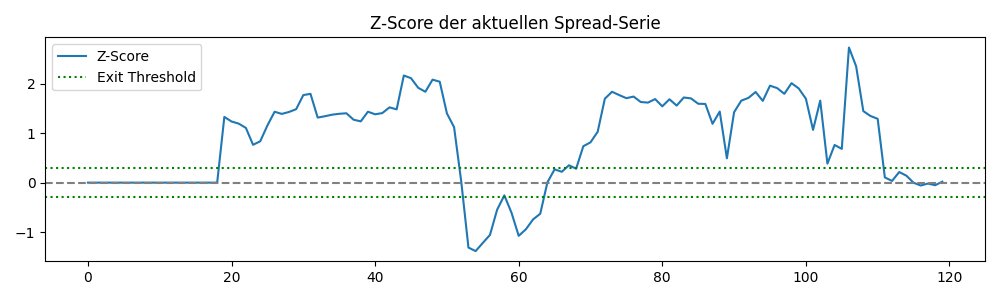 Z-Score der aktuellen Spread-Serie
Z-Score
Exit Threshold
2
1
0
−1
0 20 40 60 80 100 120